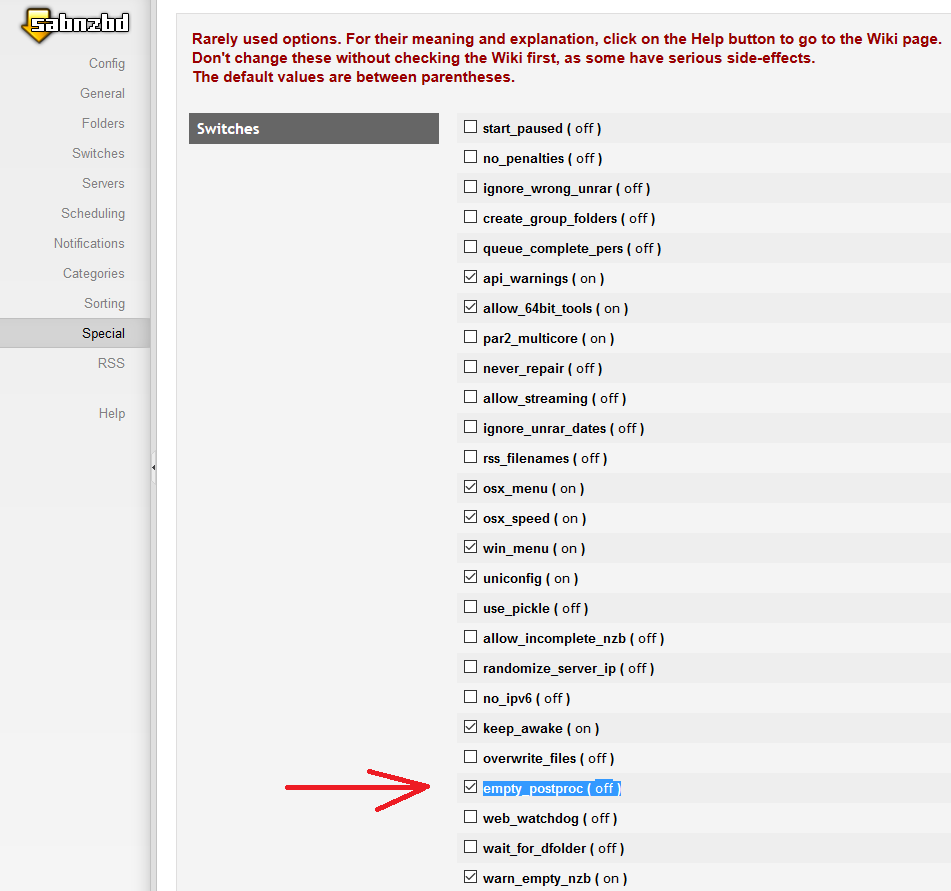 sabnzbd
Config
General
Folders
Switches
Servers
Scheduling
Notifications
Categories
Sorting
Special
RSS
Help
Rarely used options. For their meaning and explanation, click on the Help button to go to the Wiki page.
Don't change these without checking the Wiki first, as some have serious side-effects.
The default values are between parentheses.
Switches
start_paused ( off )
no_penalties ( off )
ignore_wrong_unrar ( off )
create_group_folders ( off )
queue_complete_pers ( off )
api_warnings ( on )
allow_64bit_tools ( on )
par2_multicore ( on )
never_repair ( off )
allow_streaming ( off )
ignore_unrar_dates ( off )
rss_filenames ( off )
osx_menu ( on )
osx_speed ( on )
win_menu ( on )
uniconfig ( on )
use_pickle ( off )
allow_incomplete_nzb ( off )
randomize_server_ip ( off )
no_ipv6 ( off )
keep_awake ( on )
overwrite_files ( off )
empty_postproc ( off )
web_watchdog ( off )
wait_for_dfolder ( off )
warn_empty_nzb ( on )